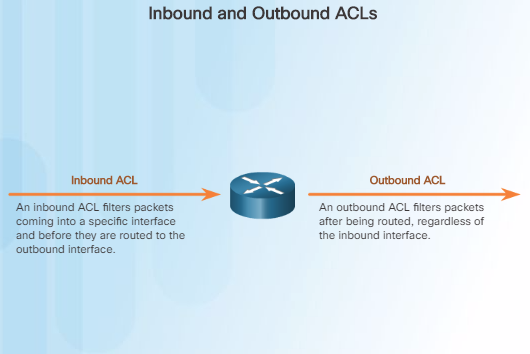 Inbound and Outbound ACLs
Inbound ACL
An inbound ACL filters packets
coming into a specific interface
and before they are routed to the
outbound interface.
Outbound ACL
An outbound ACL filters packets
after being routed, regardless of
the inbound interface.